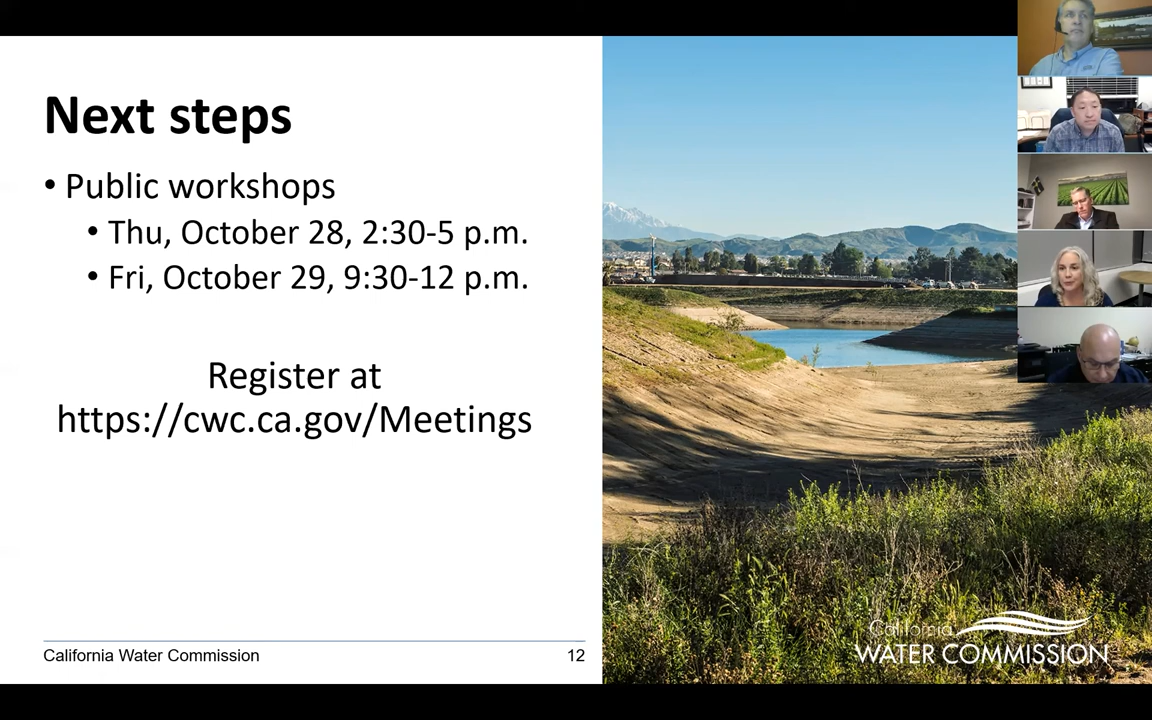 Next steps
• Public workshops
• Thu, October 28, 2:30-5 p.m.
• Fri, October 29, 9:30-12 p.m.
Register at
https://cwc.ca.gov/Meetings
California Water Commission
12
California
WATER COMMISSION